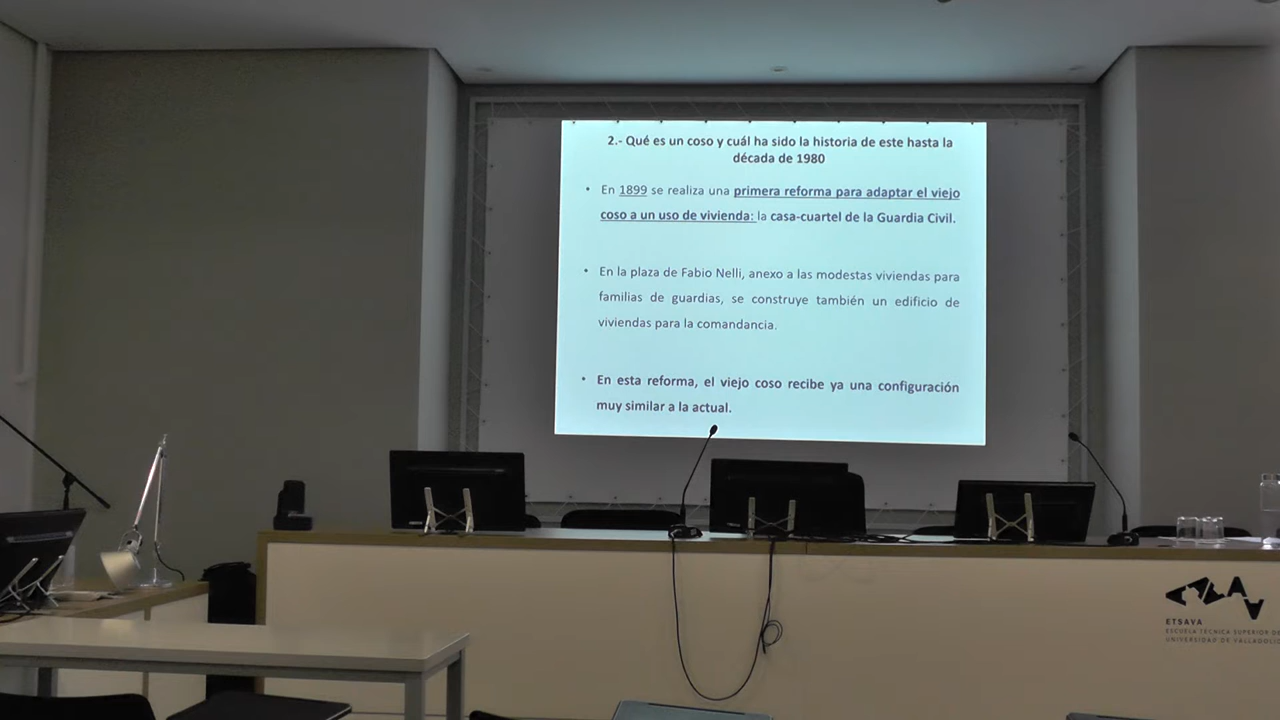 2.- Qué es un coso y cuál ha sido la historia de este hasta la
década de 1980
• En 1899 se realiza una primera reforma para adaptar el viejo
coso a un uso de vivienda: la casa-cuartel de la Guardia Civil.
• En la plaza de Fabio Nelli, anexo a las modestas viviendas para
familias de guardias, se construye también un edificio de
viviendas para la comandancia.
• En esta reforma, el viejo coso recibe ya una configuración
muy similar a la actual.
ETSAVA
ESCUELA TÉCNICA SUPERIOR DE
UNIVERSIDAD DE VALLADOLID